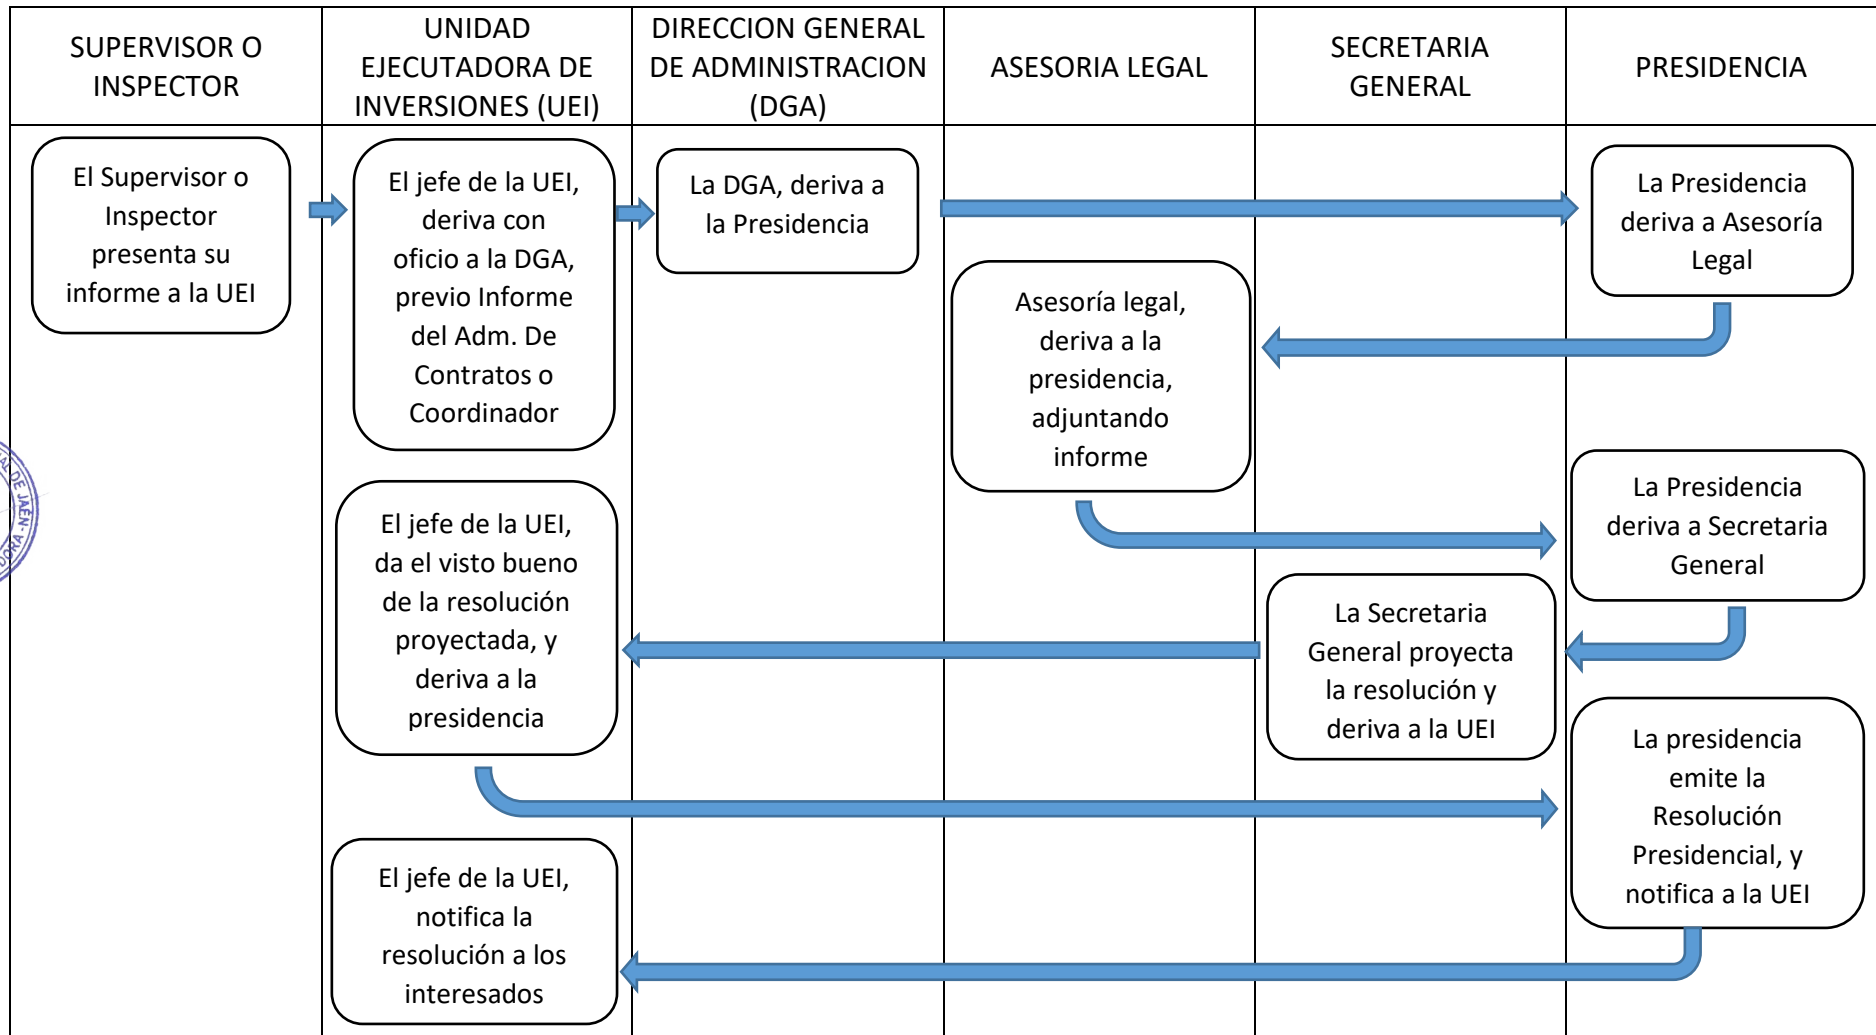 SUPERVISOR O
INSPECTOR
UNIDAD
EJECUTADORA DE
INVERSIONES (UEI)
DIRECCION GENERAL
DE ADMINISTRACION
(DGA)
ASESORIA LEGAL
SECRETARIA
GENERAL
PRESIDENCIA
El Supervisor o
Inspector
presenta su
informe a la UEI
El jefe de la UEI,
deriva con
oficio a la DGA,
previo Informe
del Adm. De
Contratos o
Coordinador
La DGA, deriva a
la Presidencia
La Presidencia
deriva a Asesoría
Legal
Asesoría legal,
deriva a la
presidencia,
adjuntando
informe
La Presidencia
deriva a Secretaria
General
La Secretaria
General proyecta
la resolución y
deriva a la UEI
El jefe de la UEI,
da el visto bueno
de la resolución
proyectada, y
deriva a la
presidencia
La presidencia
emite la
Resolución
Presidencial, y
notifica a la UEI
El jefe de la UEI,
notifica la
resolución a los
interesados
DE JAÉN